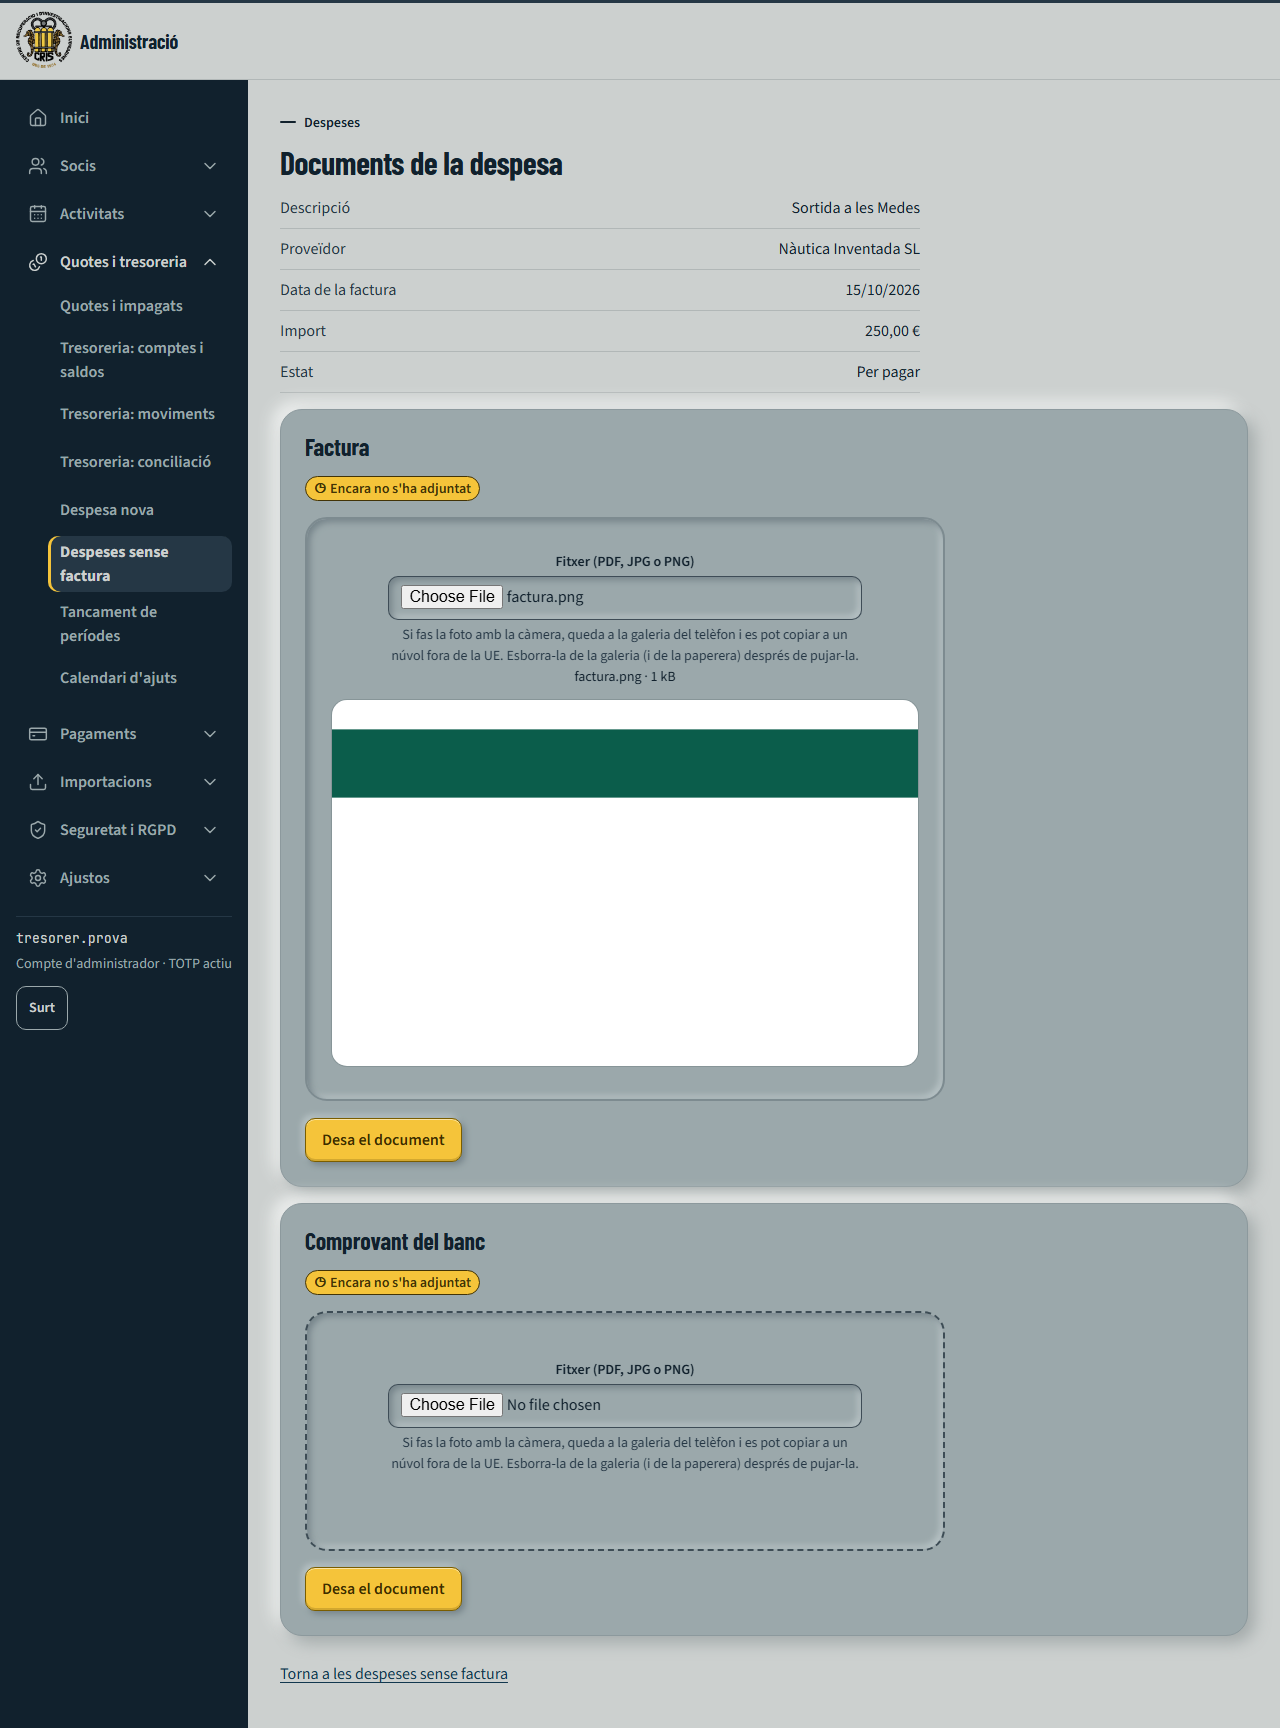 CRIS
Administració
Inici
Socis
Activitats
Quotes i tresoreria
Quotes i impagats
Tresoreria: comptes i
saldos
Tresoreria: moviments
Tresoreria: conciliació
Despesa nova
Despeses sense
factura
Tancament de
períodes
Calendari d'ajuts
Pagaments
Importacions
Seguretat i RGPD
Ajustos
tresorer.prova
Compte d'administrador · TOTP actiu
Surt
Despeses
Documents de la despesa
Descripció Sortida a les Medes
Proveïdor Nàutica Inventada SL
Data de la factura 15/10/2026
Import 250,00 €
Estat Per pagar
Factura
Encara no s'ha adjuntat
Fitxer (PDF, JPG o PNG)
Choose File factura.png
Si fas la foto amb la càmera, queda a la galeria del telèfon i es pot copiar a un
núvol fora de la UE. Esborra-la de la galeria (i de la paperera) després de pujar-la.
factura.png · 1 kB
Desa el document
Comprovant del banc
Encara no s'ha adjuntat
Fitxer (PDF, JPG o PNG)
Choose File No file chosen
Si fas la foto amb la càmera, queda a la galeria del telèfon i es pot copiar a un
núvol fora de la UE. Esborra-la de la galeria (i de la paperera) després de pujar-la.
Desa el document
Torna a les despeses sense factura